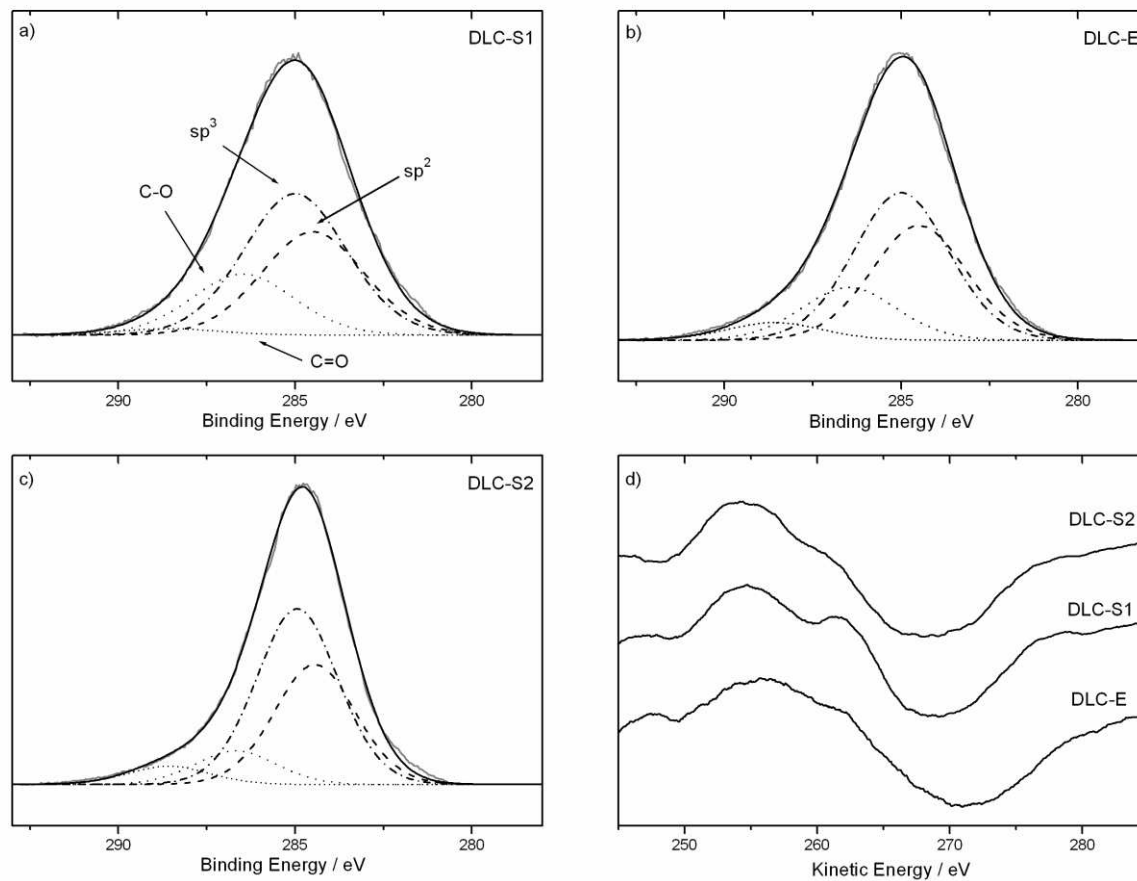 a)
DLC-S1
sp³
sp²
C-O
C=O
290 285 280
Binding Energy / eV
b)
DLC-E
290 285 280
Binding Energy / eV
c)
DLC-S2
290 285 280
Binding Energy / eV
d)
DLC-S2
DLC-S1
DLC-E
250 260 270 280
Kinetic Energy / eV